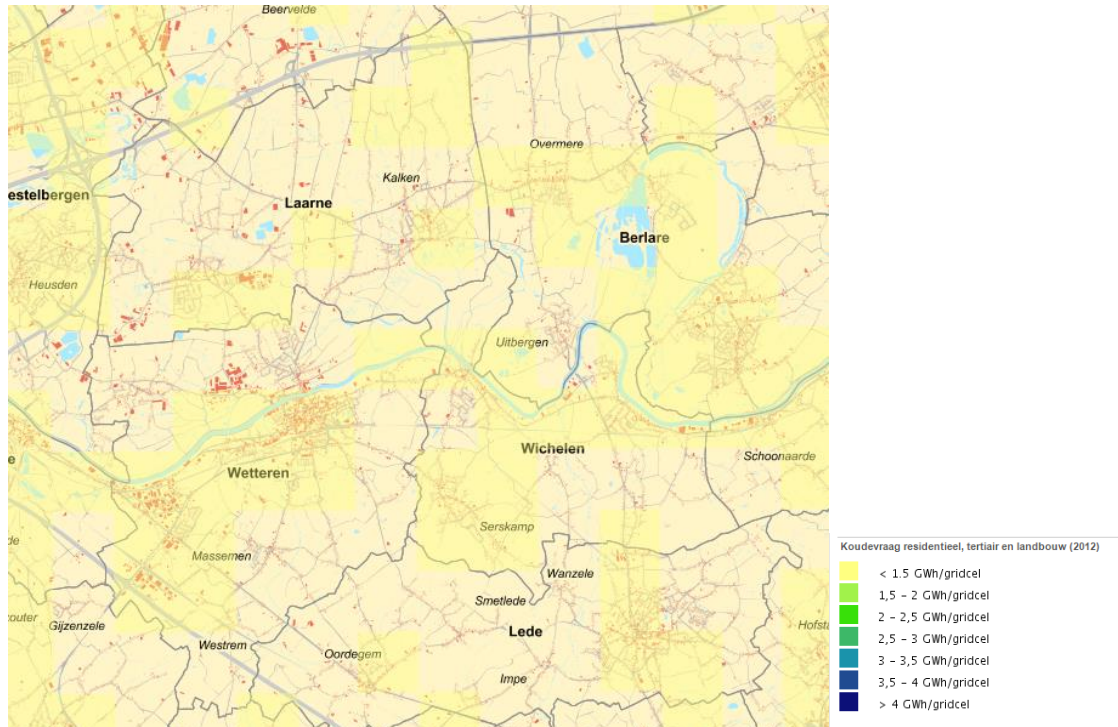 Beervelde
Overmere
Kalken
estelbergen
Laarne
Berlare
Heusden
Uitbergen
Wichelen
e
Schoonaarde
Wetteren
Serskamp
de
Massemen
Wanzele
Smetlede
outer
Gijzenzele
Lede
Hofsta
Westrem
Oordegem
Impe
Koudevraag residentieel, tertiair en landbouw (2012)
< 1.5 GWh/gridcel
1,5 – 2 GWh/gridcel
2 – 2,5 GWh/gridcel
2,5 – 3 GWh/gridcel
3 – 3,5 GWh/gridcel
3,5 – 4 GWh/gridcel
> 4 GWh/gridcel